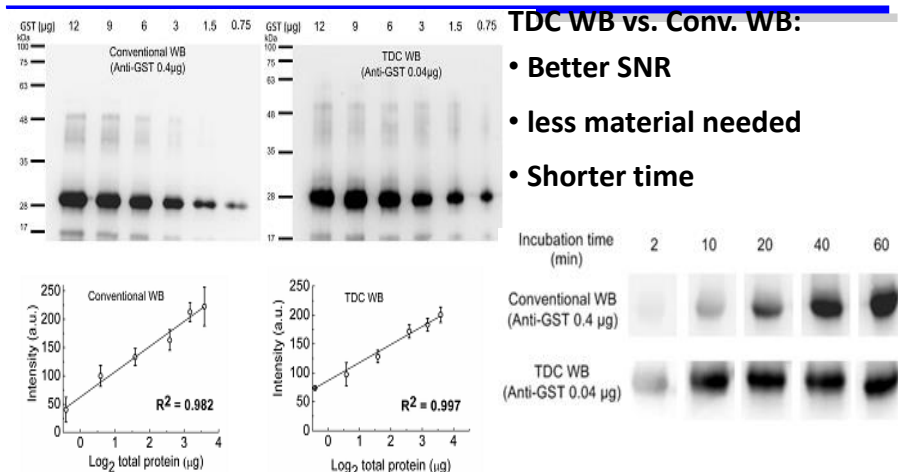 GST (µg) 12 9 6 3 1.5 0.75
kDa
100
75
63
48
35
28
17
Conventional WB
(Anti-GST 0.4µg)
GST (µg) 12 9 6 3 1.5 0.75
kDa
100
75
63
48
35
28
17
TDC WB
(Anti-GST 0.04µg)
TDC WB vs. Conv. WB:
• Better SNR
• less material needed
• Shorter time
Incubation time 2 10 20 40 60
(min)
Conventional WB
(Anti-GST 0.4 µg)
TDC WB
(Anti-GST 0.04 µg)
Intensity (a.u.)
250
200
150
100
50
0
Conventional WB
R² = 0.982
0 1 2 3 4
Log₂ total protein (µg)
Intensity (a.u.)
250
200
150
100
50
0
TDC WB
R² = 0.997
0 1 2 3 4
Log₂ total protein (µg)